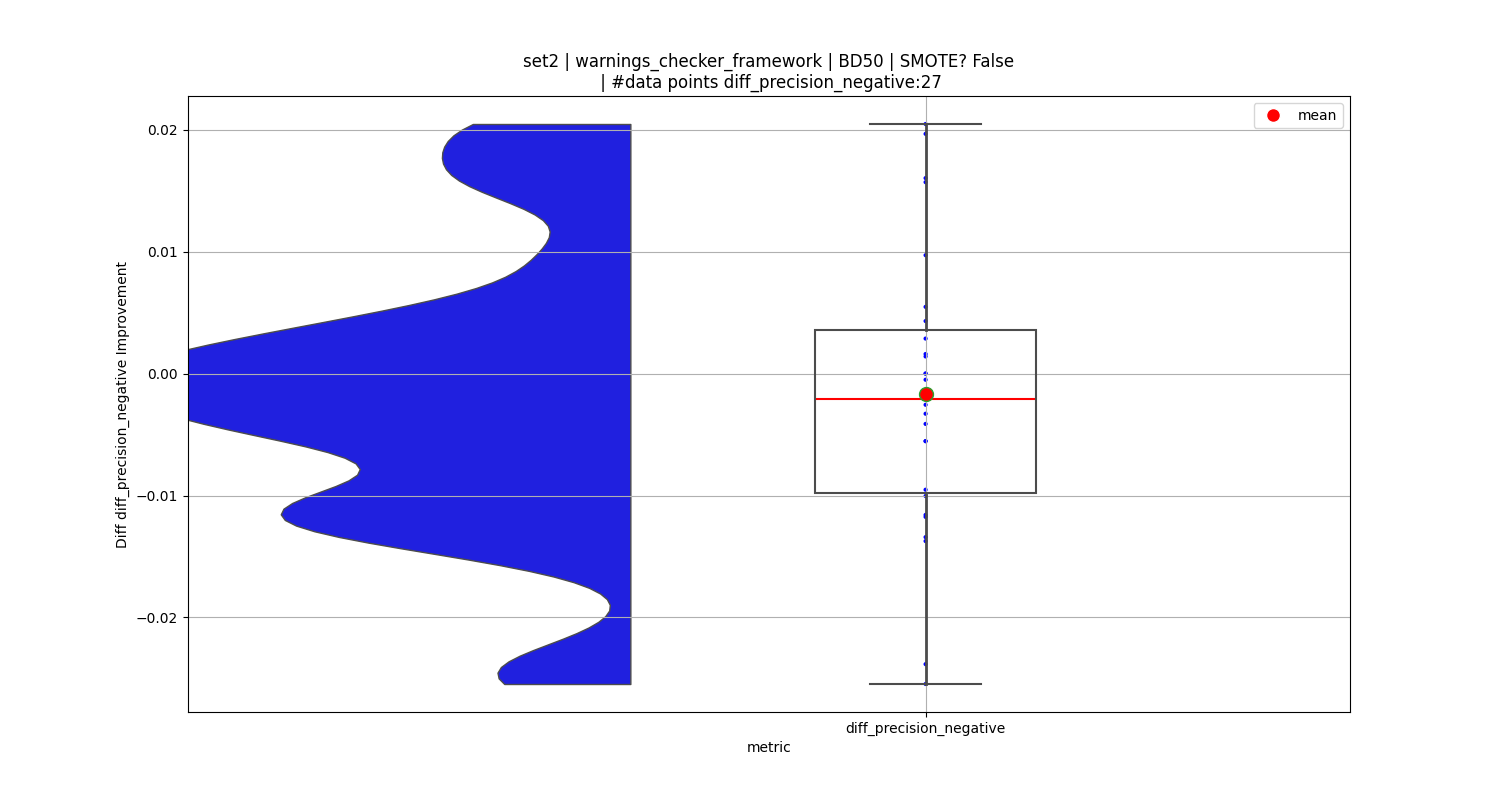 set2 | warnings_checker_framework | BD50 | SMOTE? False
| #data points diff_precision_negative:27
mean
0.02
0.01
0.00
−0.01
−0.02
Diff diff_precision_negative Improvement
diff_precision_negative
metric